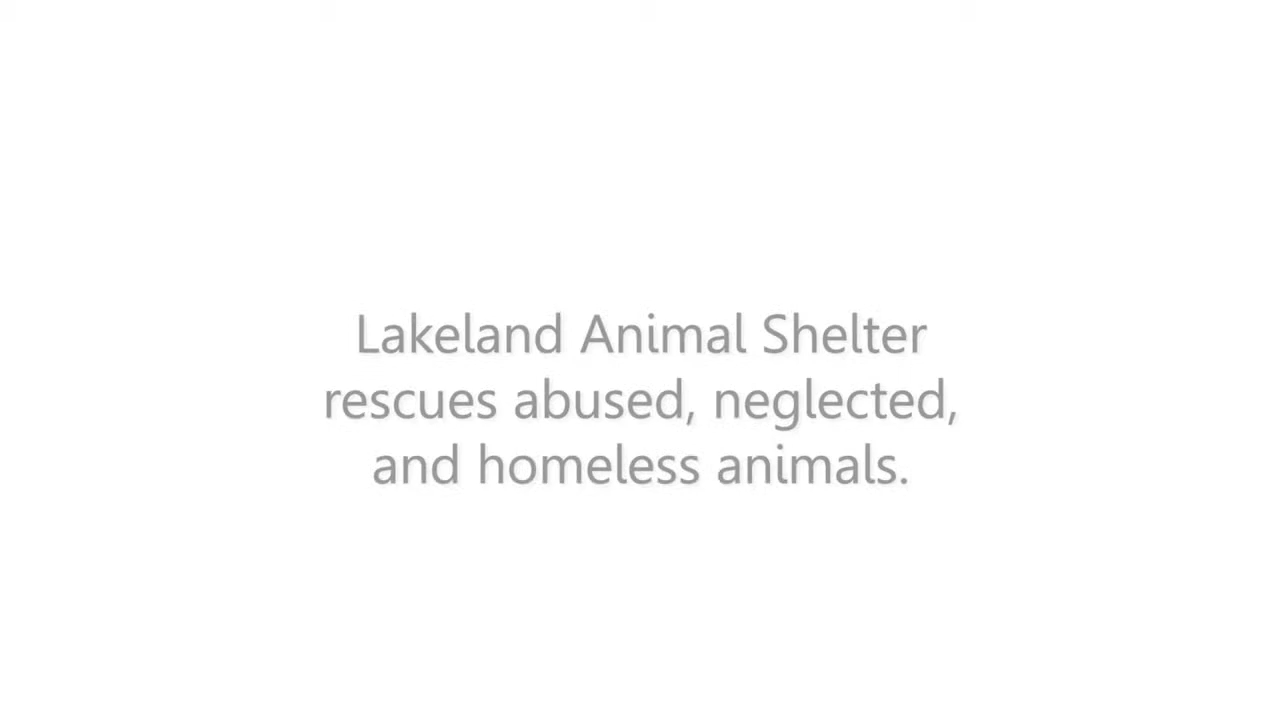 Lakeland Animal Shelter
rescues abused, neglected,
and homeless animals.